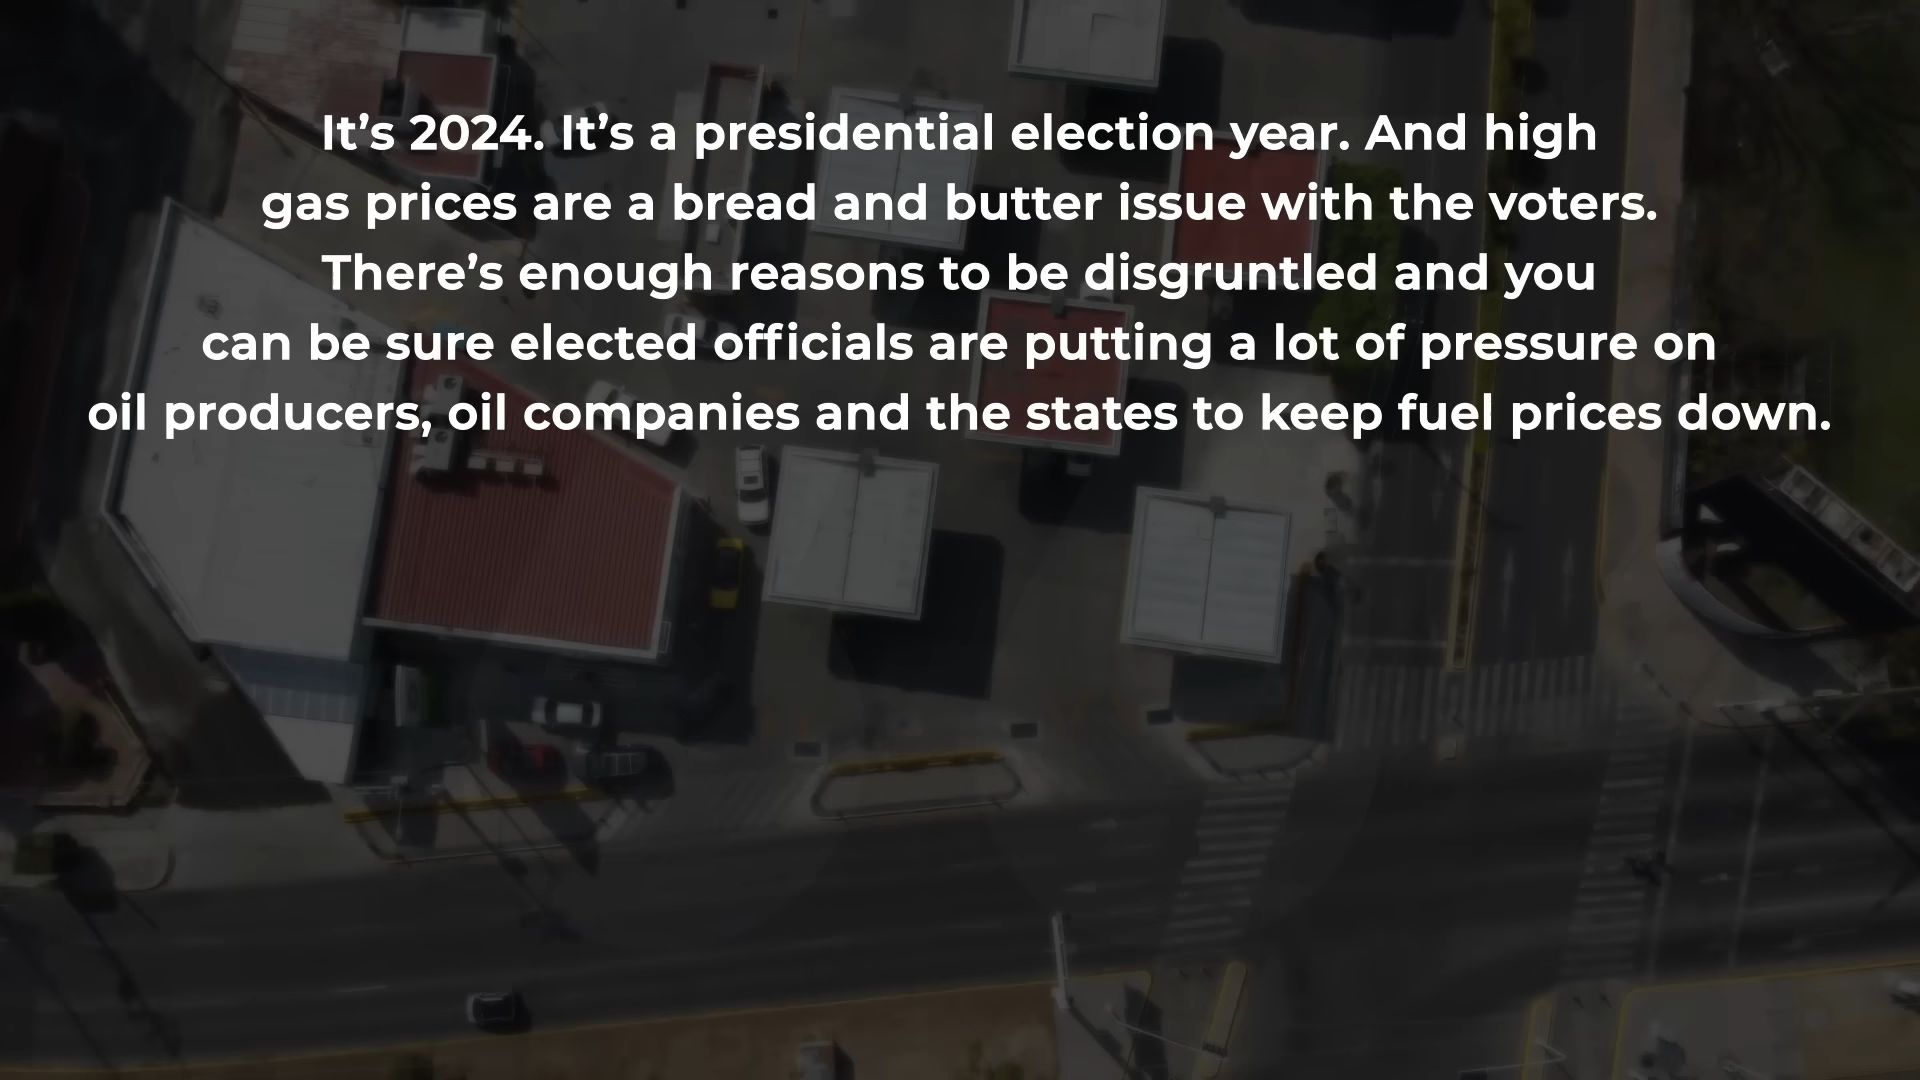 It’s 2024. It’s a presidential election year. And high
gas prices are a bread and butter issue with the voters.
There’s enough reasons to be disgruntled and you
can be sure elected officials are putting a lot of pressure on
oil producers, oil companies and the states to keep fuel prices down.